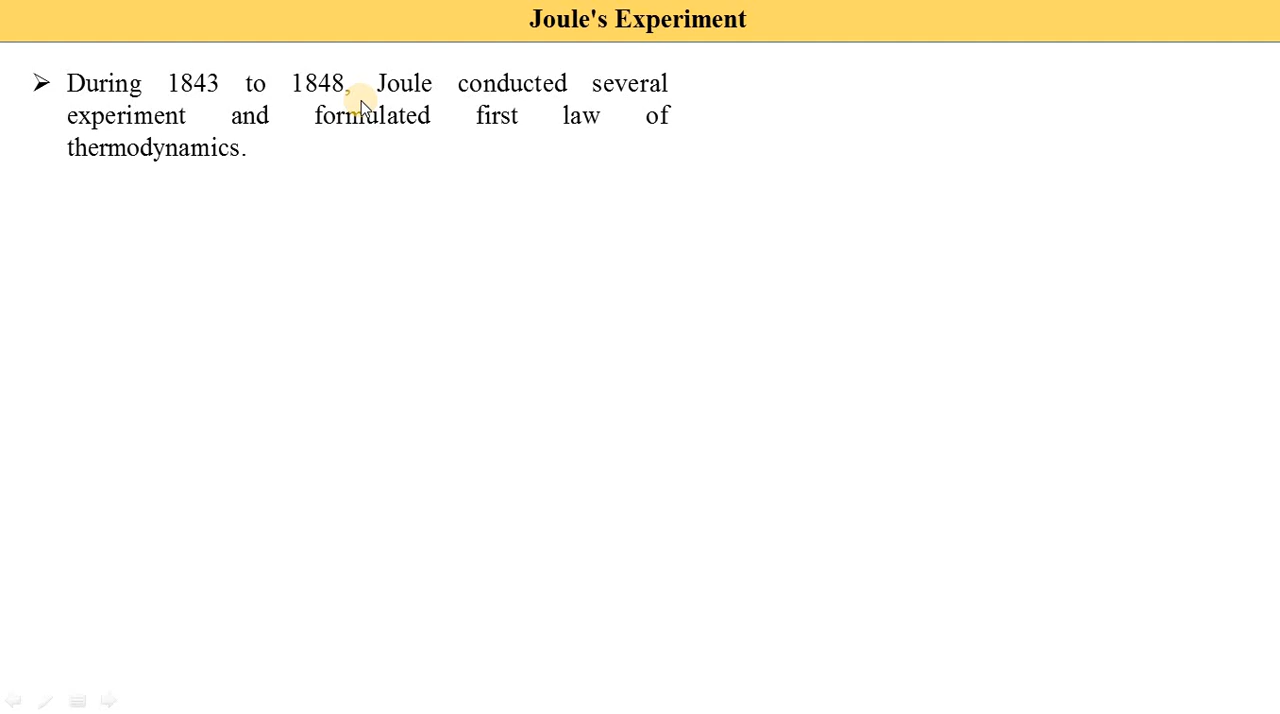 Joule's Experiment
➢ During 1843 to 1848, Joule conducted several
experiment and formulated first law of
thermodynamics.